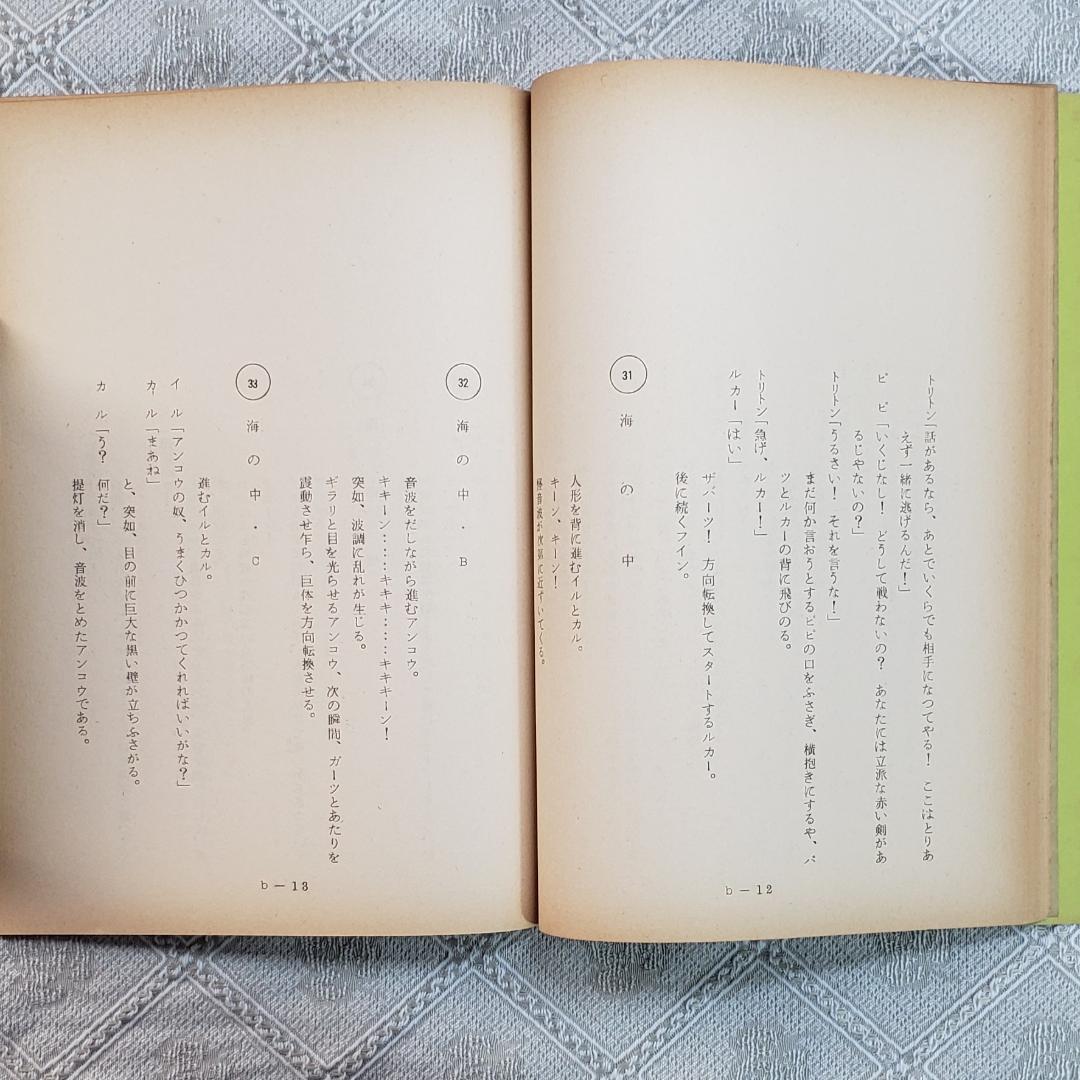 トリトン「話があるなら、あとでいくらでも相手になつてやる！　ここはとりあ
えず一緒に逃げるんだ！」
ピ　ピ「いくじなし！　どうして戦わないの？　あなたには立派な赤い剣があ
るじやないの？」
トリトン「うるさい！　それを言うな！」
まだ何か言おうとするピピの口をふさぎ、横抱きにするや、パ
ツとルカーの背に飛びのる。
トリトン「急げ、ルカー！」
ルカー「はい」
ザバーツ！　方向転換してスタートするルカー。
後に続くフイン。
31　海の中
人形を背に進むイルとカル。
キーン、キーン！
音波が次第に近ずいてくる。
b－12
32　海の中・B
音波をだしながら進むアンコウ。
キキーン‥‥‥キキキ‥‥‥キキキーン！
突如、波調に乱れが生じる。
ギラリと目を光らせるアンコウ、次の瞬間、ガーツとあたりを
震動させ乍ら、巨体を方向転換させる。
33　海の中・C
進むイルとカル。
イ　ル「アンコウの奴、うまくひつかかつてくれればいいがな？」
カ　ル「まあね」
と、突如、目の前に巨大な黒い壁が立ちふさがる。
カ　ル「う？　何だ？」
提灯を消し、音波をとめたアンコウである。
b－13